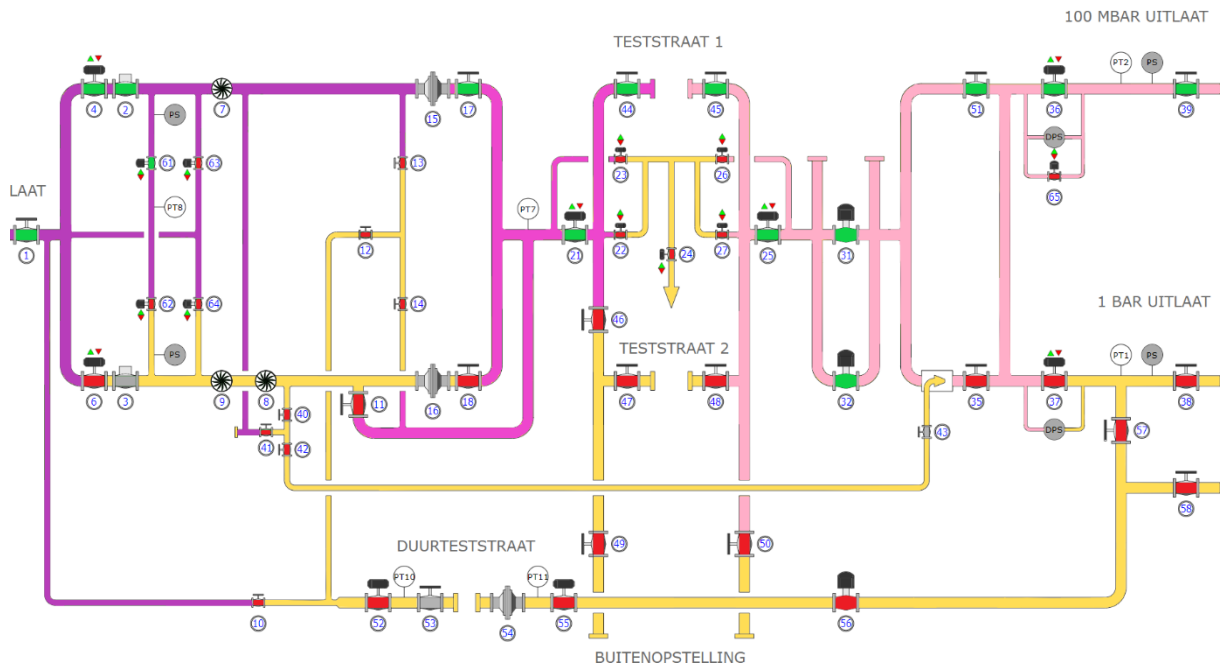 100 MBAR UITLAAT
TESTSTRAAT 1
PT2 PS
4 2 7 15 17 44 45 51 36 39
PS
DPS
61 63 13 23 26 65
LAAT
PT8 PT7
1 12 21 22 24 27 25 31
62 64 14 46
1 BAR UITLAAT
TESTSTRAAT 2
PS PT1 PS
6 3 9 8 11 16 18 47 48 32 35 37 38
40 41 42 43 DPS 57
58
DUURTESTSTRAAT
49 50
PT10 PT11
10 52 53 54 55 56
BUITENOPSTELLING